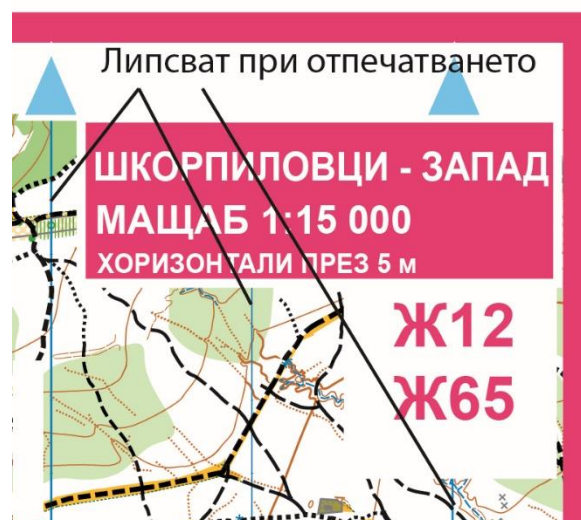 Липсват при отпечатването
ШКОРПИЛОВЦИ - ЗАПАД
МАЩАБ 1:15 000
ХОРИЗОНТАЛИ ПРЕЗ 5 м
Ж12
Ж65